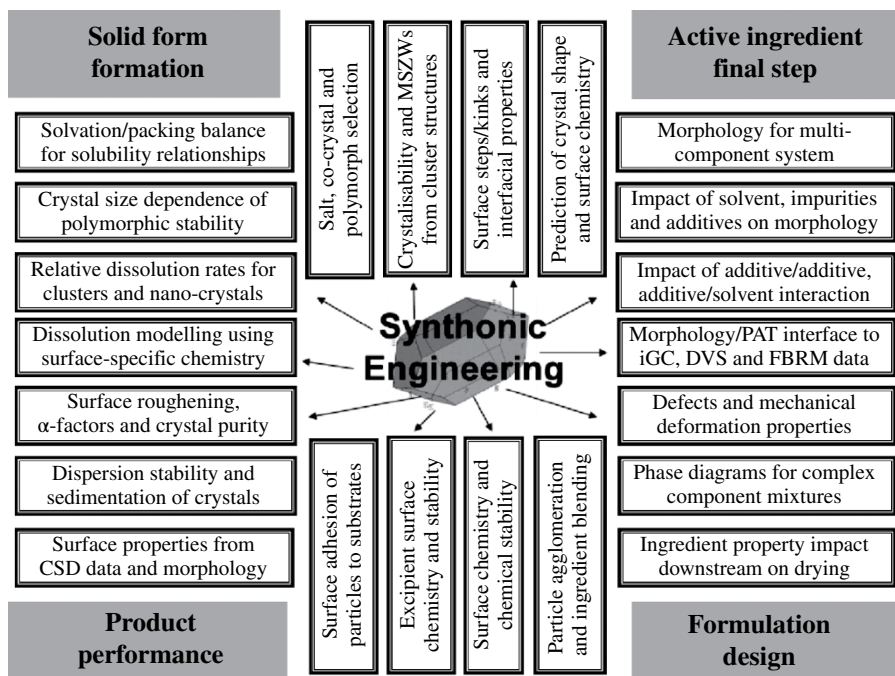 Solid form
formation
Salt, co-crystal and
polymorph selection
Crystalisability and MSZWs
from cluster structures
Surface steps/kinks and
interfacial properties
Prediction of crystal shape
and surface chemistry
Active ingredient
final step
Solvation/packing balance
for solubility relationships
Crystal size dependence of
polymorphic stability
Relative dissolution rates for
clusters and nano-crystals
Dissolution modelling using
surface-specific chemistry
Surface roughening,
α-factors and crystal purity
Dispersion stability and
sedimentation of crystals
Surface properties from
CSD data and morphology
Synthonic
Engineering
Morphology for multi-
component system
Impact of solvent, impurities
and additives on morphology
Impact of additive/additive,
additive/solvent interaction
Morphology/PAT interface to
iGC, DVS and FBRM data
Defects and mechanical
deformation properties
Phase diagrams for complex
component mixtures
Ingredient property impact
downstream on drying
Product
performance
Surface adhesion of
particles to substrates
Excipient surface
chemistry and stability
Surface chemistry and
chemical stability
Particle agglomeration
and ingredient blending
Formulation
design